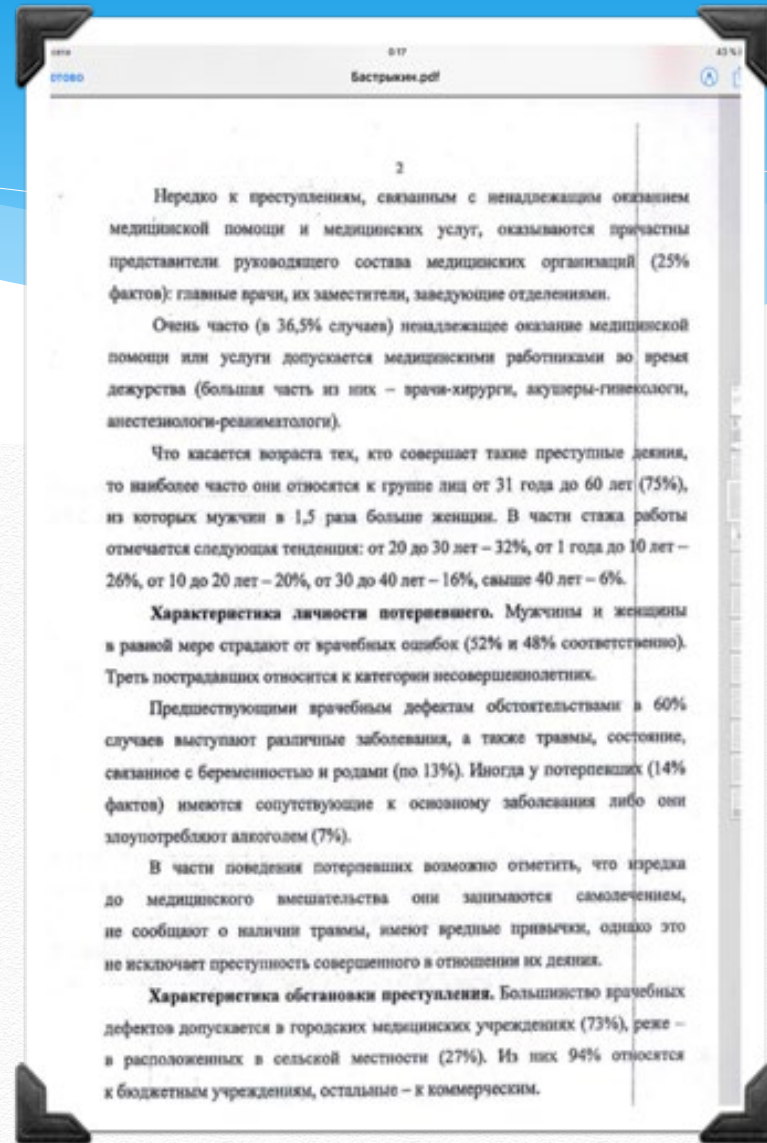 0:17
43 %
Бастрыкин.pdf
2
Нередко к преступлениям, связанным с ненадлежащим оказанием
медицинской помощи и медицинских услуг, оказываются причастны
представители руководящего состава медицинских организаций (25%
фактов): главные врачи, их заместители, заведующие отделениями.
Очень часто (в 36,5% случаев) ненадлежащее оказание медицинской
помощи или услуги допускается медицинскими работниками во время
дежурства (большая часть из них – врачи-хирурги, акушеры-гинекологи,
анестезиологи-реаниматологи).
Что касается возраста тех, кто совершает такие преступные деяния,
то наиболее часто они относятся к группе лиц от 31 года до 60 лет (75%),
из которых мужчин в 1,5 раза больше женщин. В части стажа работы
отмечается следующая тенденция: от 20 до 30 лет – 32%, от 1 года до 10 лет –
26%, от 10 до 20 лет – 20%, от 30 до 40 лет – 16%, свыше 40 лет – 6%.
Характеристика личности потерпевшего. Мужчины и женщины
в равной мере страдают от врачебных ошибок (52% и 48% соответственно).
Треть пострадавших относится к категории несовершеннолетних.
Предшествующими врачебным дефектам обстоятельствами в 60%
случаев выступают различные заболевания, а также травмы, состояние,
связанное с беременностью и родами (по 13%). Иногда у потерпевших (14%
фактов) имеются сопутствующие к основному заболевания либо они
злоупотребляют алкоголем (7%).
В части поведения потерпевших возможно отметить, что изредка
до медицинского вмешательства они занимаются самолечением,
не сообщают о наличии травмы, имеют вредные привычки, однако это
не исключает преступность совершенного в отношении их деяния.
Характеристика обстановки преступления. Большинство врачебных
дефектов допускается в городских медицинских учреждениях (73%), реже –
в расположенных в сельской местности (27%). Из них 94% относятся
к бюджетным учреждениям, остальные – к коммерческим.